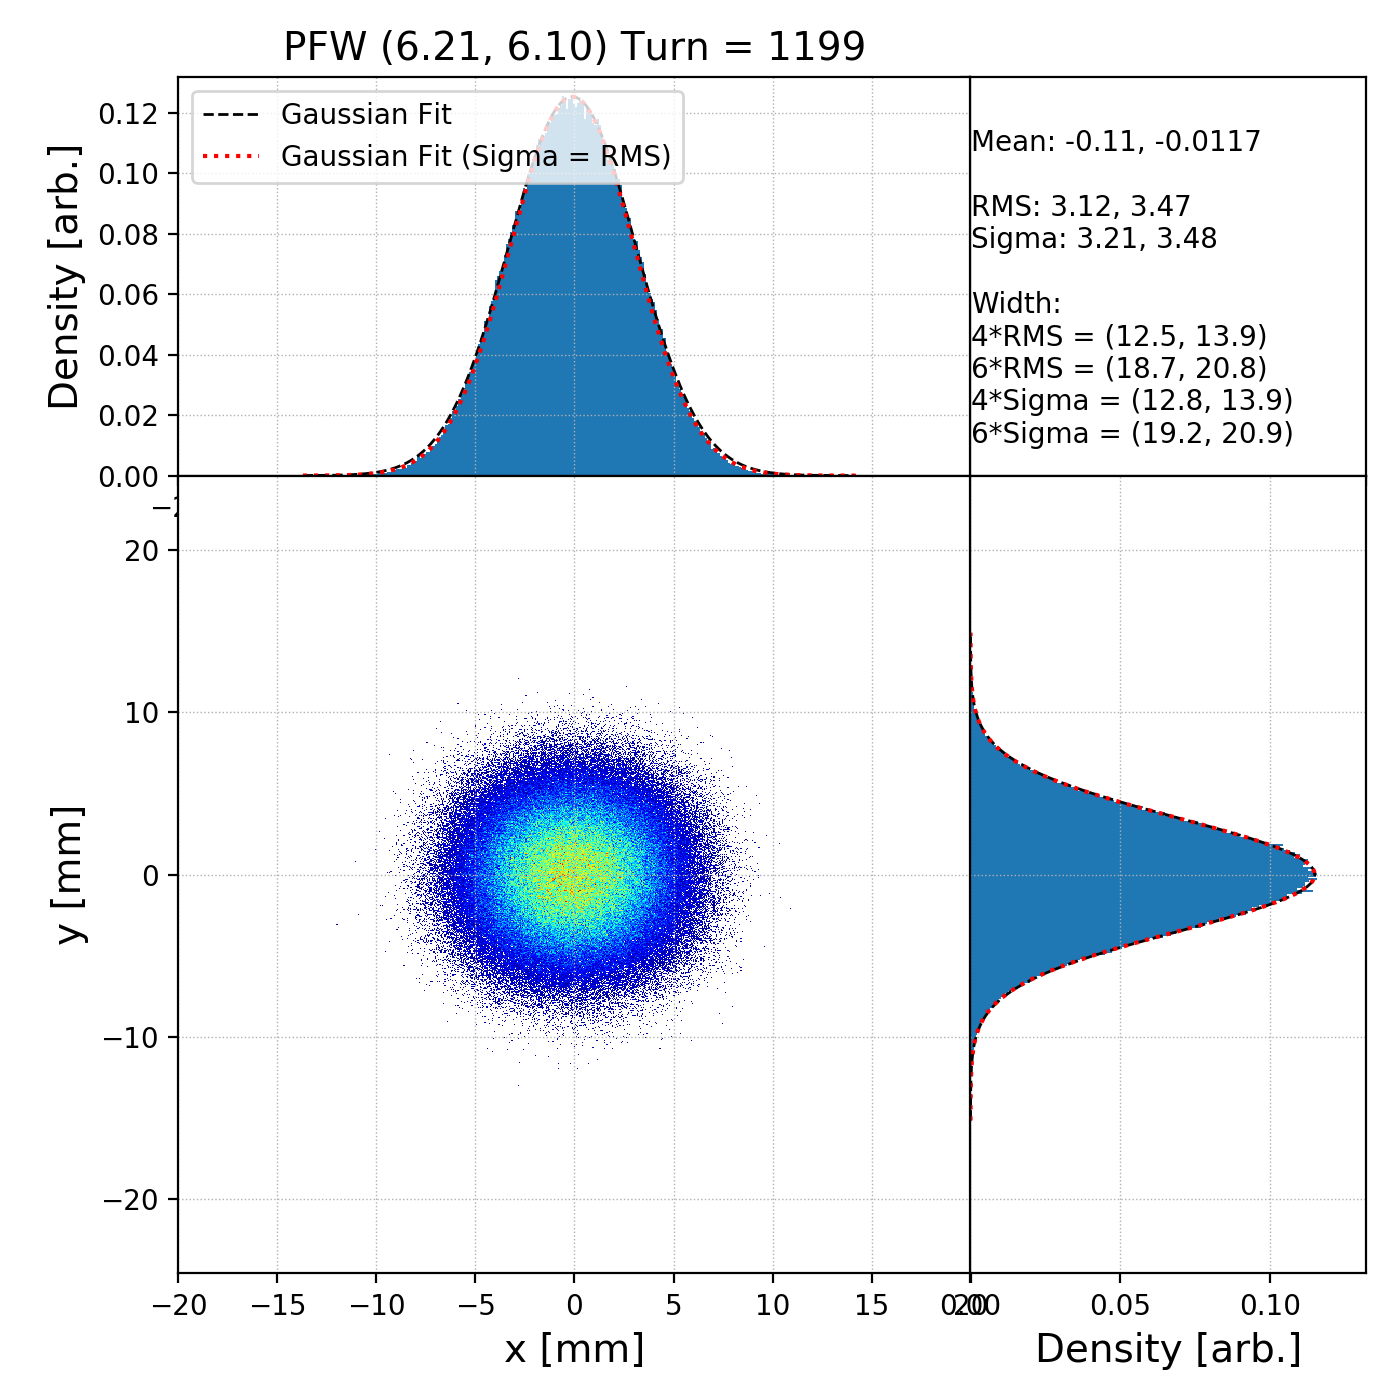 PFW (6.21, 6.10) Turn = 1199
Gaussian Fit
Gaussian Fit (Sigma = RMS)
Density [arb.]
0.12
0.10
0.08
0.06
0.04
0.02
0.00
Mean: -0.11, -0.0117
RMS: 3.12, 3.47
Sigma: 3.21, 3.48
Width:
4*RMS = (12.5, 13.9)
6*RMS = (18.7, 20.8)
4*Sigma = (12.8, 13.9)
6*Sigma = (19.2, 20.9)
y [mm]
20
10
0
−10
−20
−20 −15 −10 −5 0 5 10 15
x [mm]
0.05 0.10
Density [arb.]